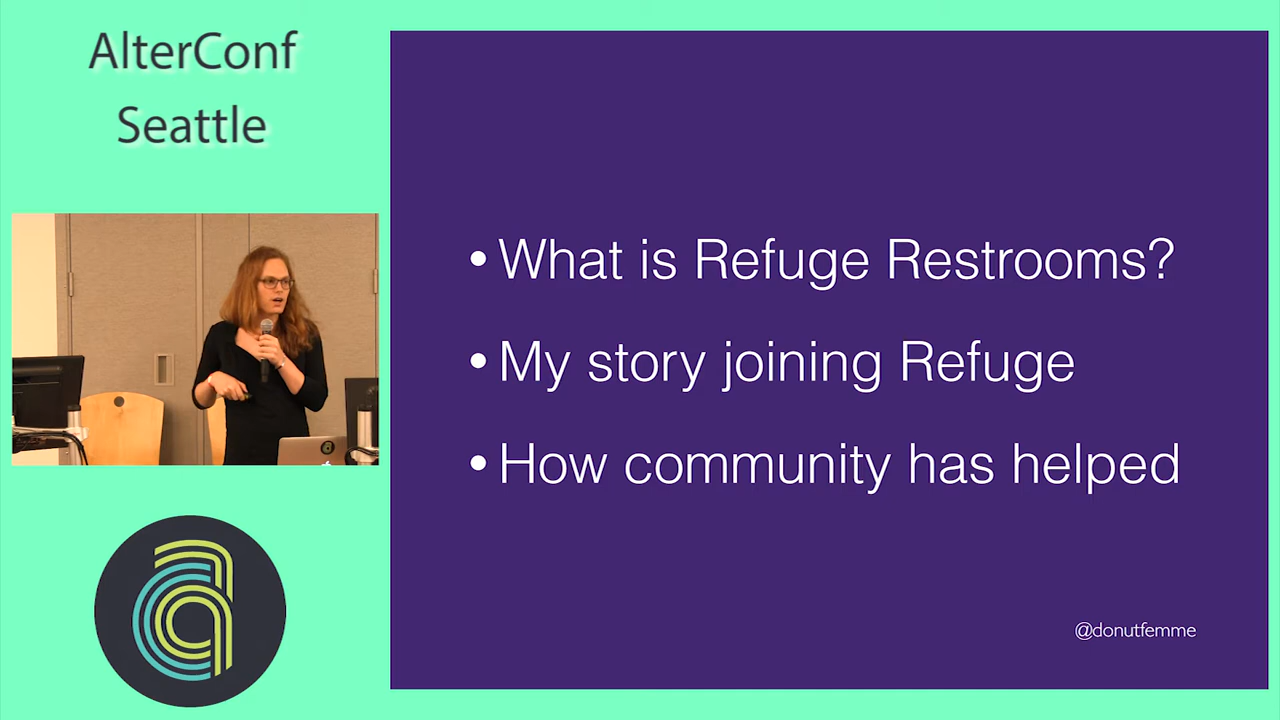 AlterConf
Seattle
• What is Refuge Restrooms?
• My story joining Refuge
• How community has helped
@donutfemme